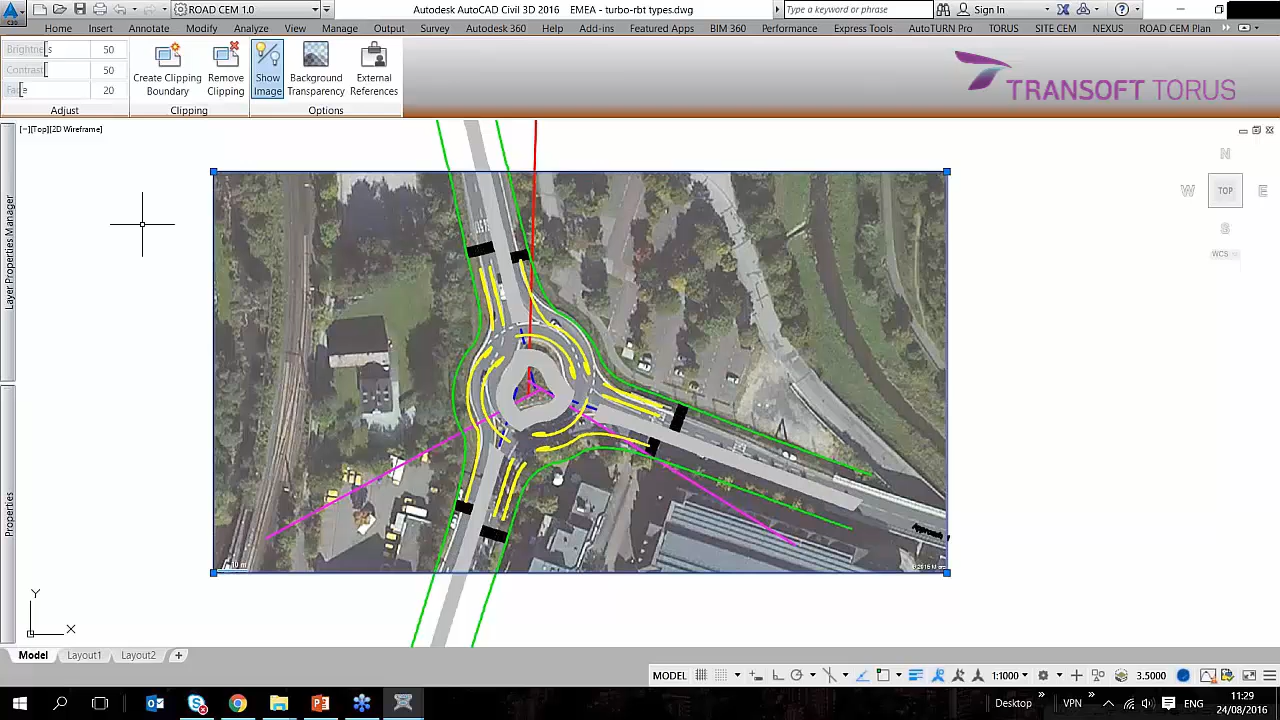 ROAD CEM 1.0
Autodesk AutoCAD Civil 3D 2016 EMEA - turbo-rbt types.dwg
Type a keyword or phrase
Sign In
Home Insert Annotate Modify Analyze View Manage Output Survey Autodesk 360 Help Add-ins Featured Apps BIM 360 Performance Express Tools AutoTURN Pro TORUS SITE CEM NEXUS ROAD CEM Plan
Brightness 50
Contrast 50
Fade 20
Adjust
Create Clipping Boundary
Remove Clipping
Clipping
Show Image
Background Transparency
External References
Options
TRANSOFT TORUS
[−][Top][2D Wireframe]
Layer Properties Manager
Properties
N
W TOP E
S
WCS
10 m
Y
X
Model Layout1 Layout2
MODEL 1:1000 3.5000
Desktop VPN ENG
11:29
24/08/2016